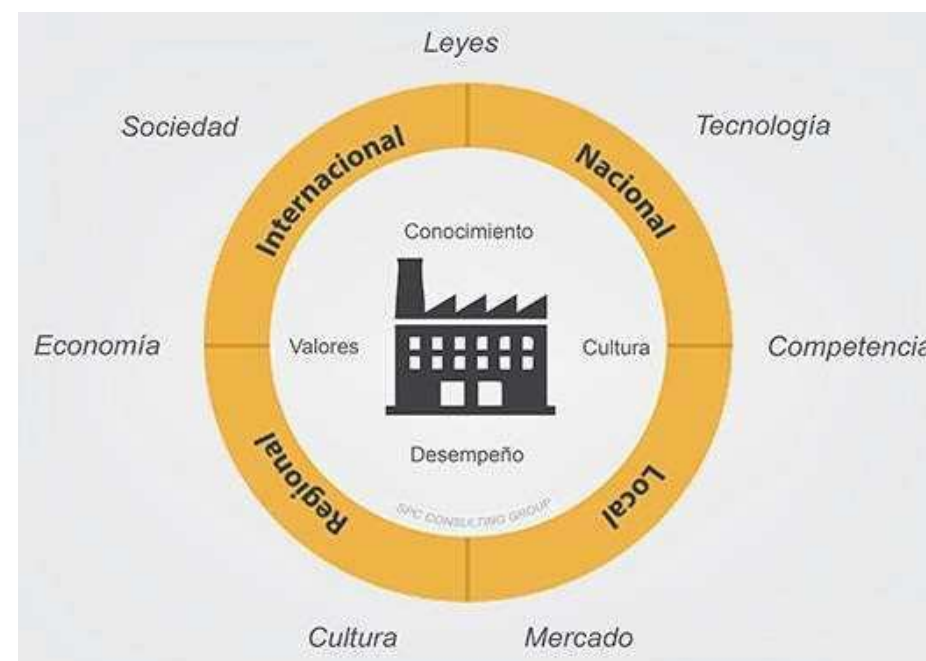 Leyes
Sociedad
Tecnología
Internacional
Nacional
Conocimiento
Economía
Valores
Cultura
Competencia
Desempeño
Regional
Local
SPC CONSULTING GROUP
Cultura
Mercado